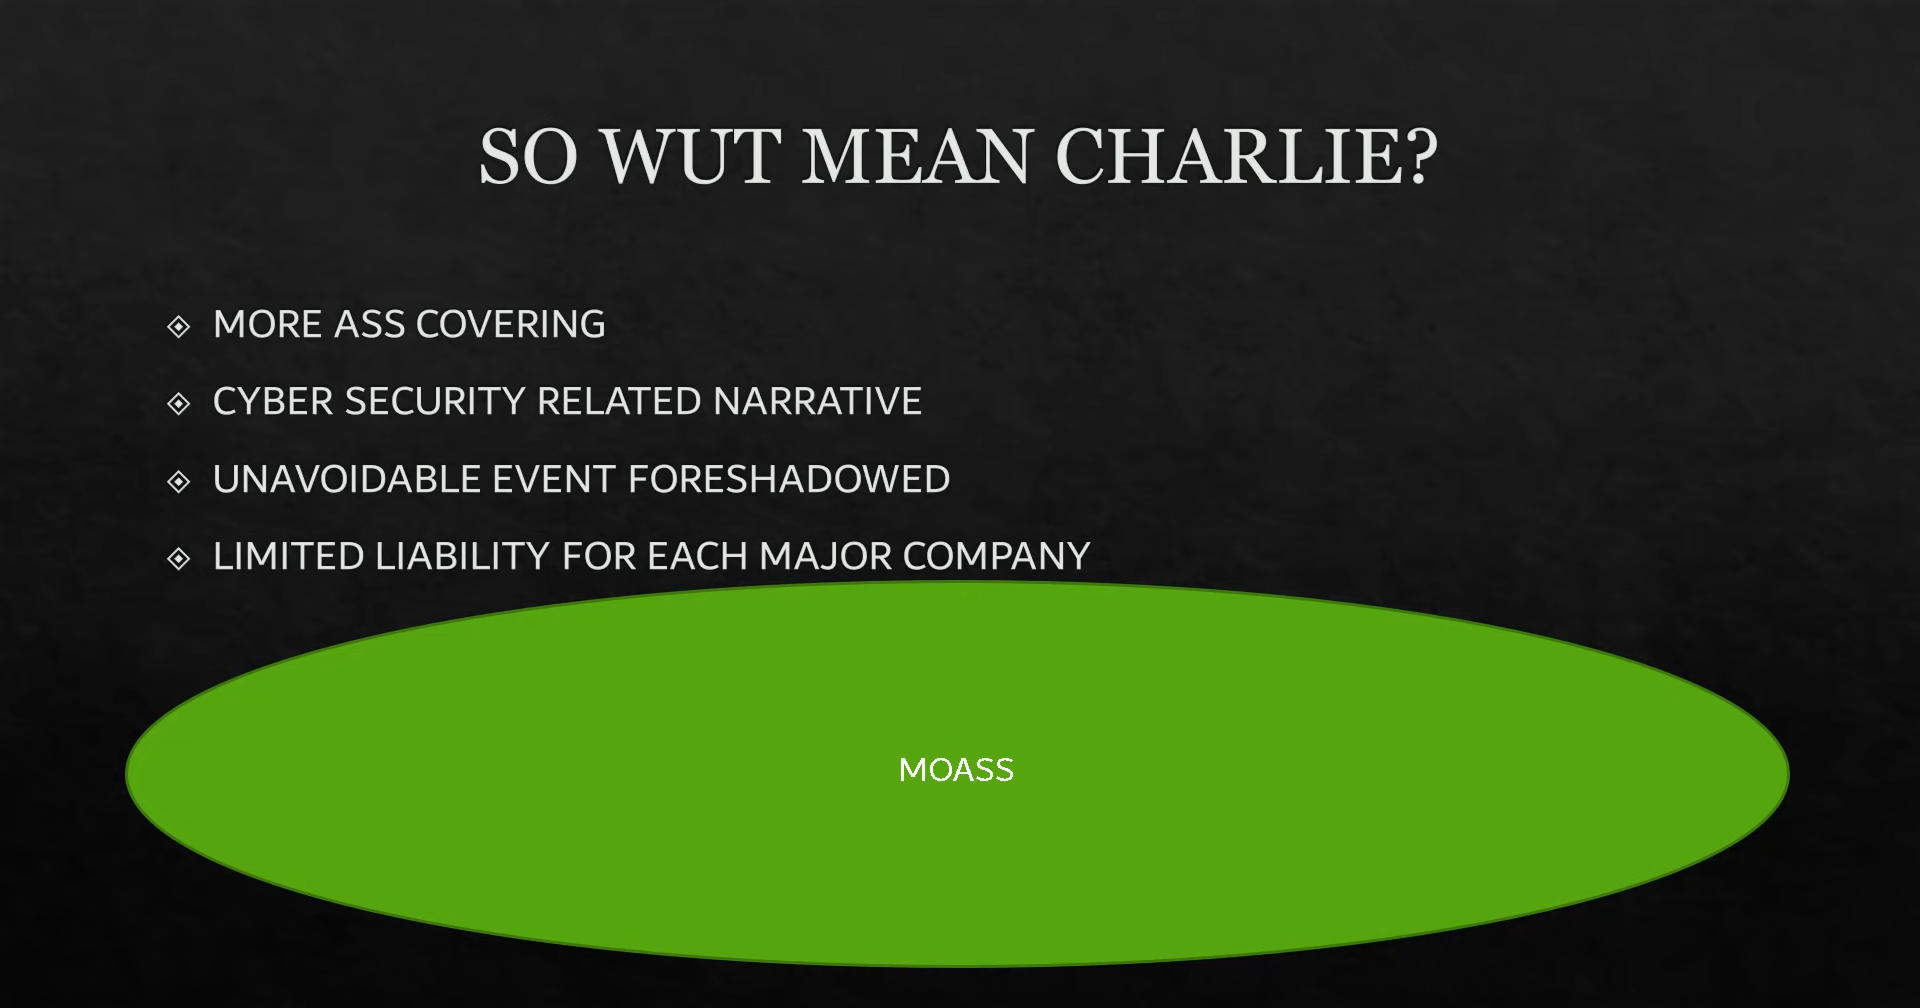 SO WUT MEAN CHARLIE?
MORE ASS COVERING
CYBER SECURITY RELATED NARRATIVE
UNAVOIDABLE EVENT FORESHADOWED
LIMITED LIABILITY FOR EACH MAJOR COMPANY
MOASS